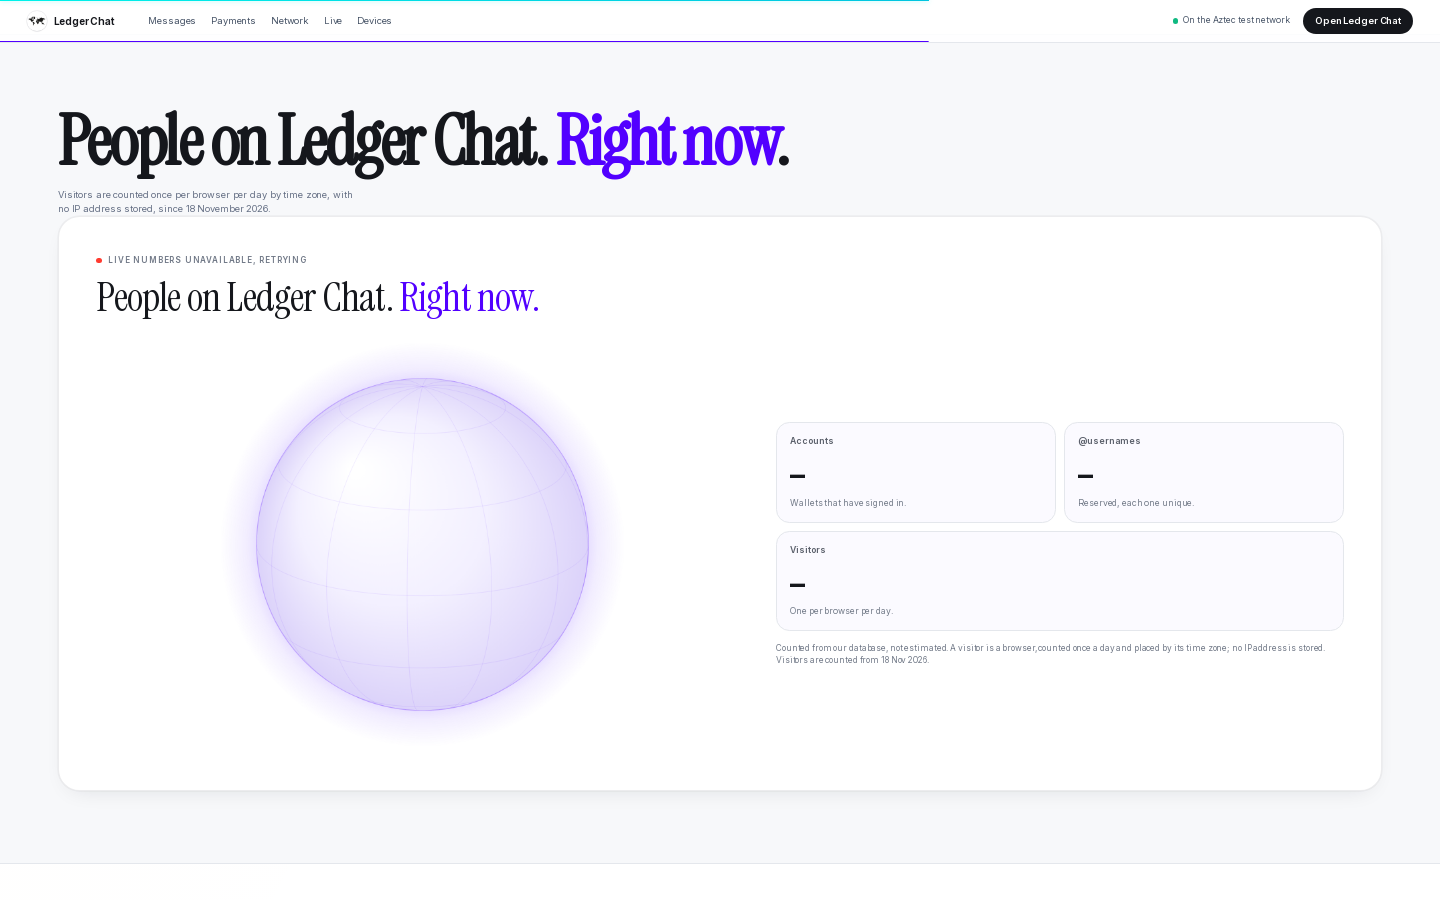 Ledger Chat
Messages Payments Network Live Devices
On the Aztec test network
Open Ledger Chat
People on Ledger Chat. Right now.
Visitors are counted once per browser per day by time zone, with
no IP address stored, since 18 November 2026.
LIVE NUMBERS UNAVAILABLE, RETRYING
People on Ledger Chat. Right now.
Accounts
–
Wallets that have signed in.
@usernames
–
Reserved, each one unique.
Visitors
–
One per browser per day.
Counted from our database, not estimated. A visitor is a browser, counted once a day and placed by its time zone; no IP address is stored.
Visitors are counted from 18 Nov 2026.